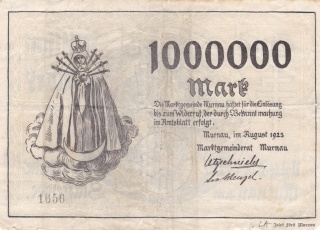 1000000
Mark
Die Marktgemeinde Murnau haftet für die Einlösung
bis zum Widerruf, der durch Bekanntmachung
im Amtsblatt erfolgt.
Murnau, im August 1923
Marktgemeinderat Murnau
1656
Murnau